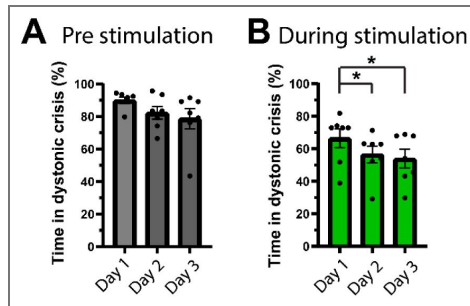 A Pre stimulation
Time in dystonic crisis (%)
100
80
60
40
20
0
Day 1
Day 2
Day 3
B During stimulation
Time in dystonic crisis (%)
100
80
60
40
20
0
*
*
Day 1
Day 2
Day 3